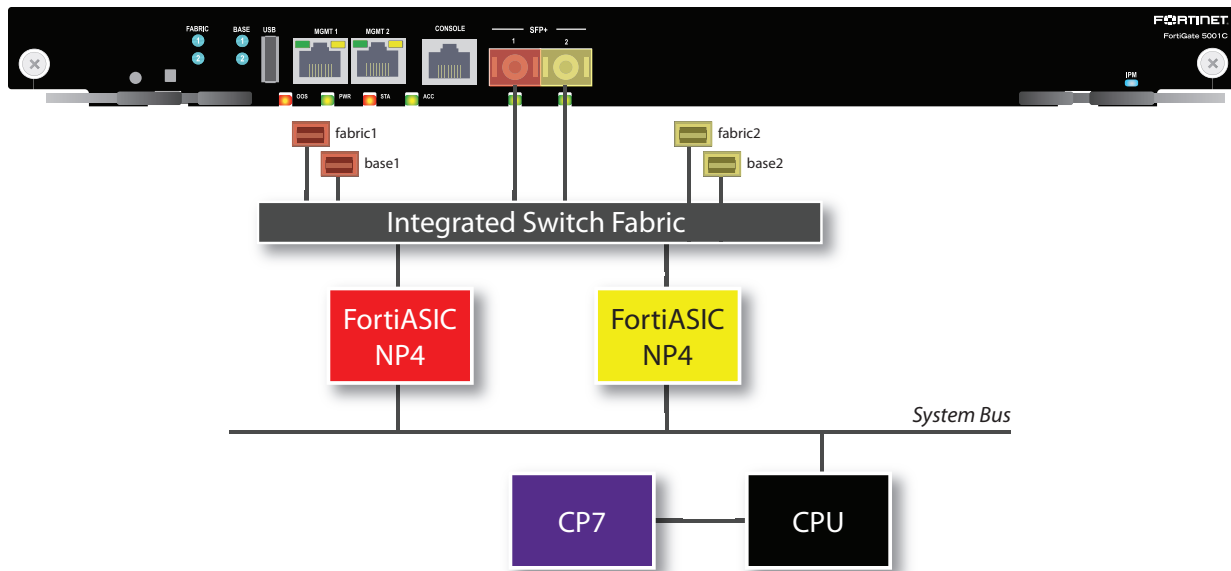 FORTINET
FortiGate 5001C
FABRIC BASE USB MGMT 1 MGMT 2 CONSOLE SFP+
1 1 1 2
2 2
IPM
OOS PWR STA ACC
fabric1
fabric2
base1
base2
Integrated Switch Fabric
FortiASIC
NP4
FortiASIC
NP4
System Bus
CP7
CPU